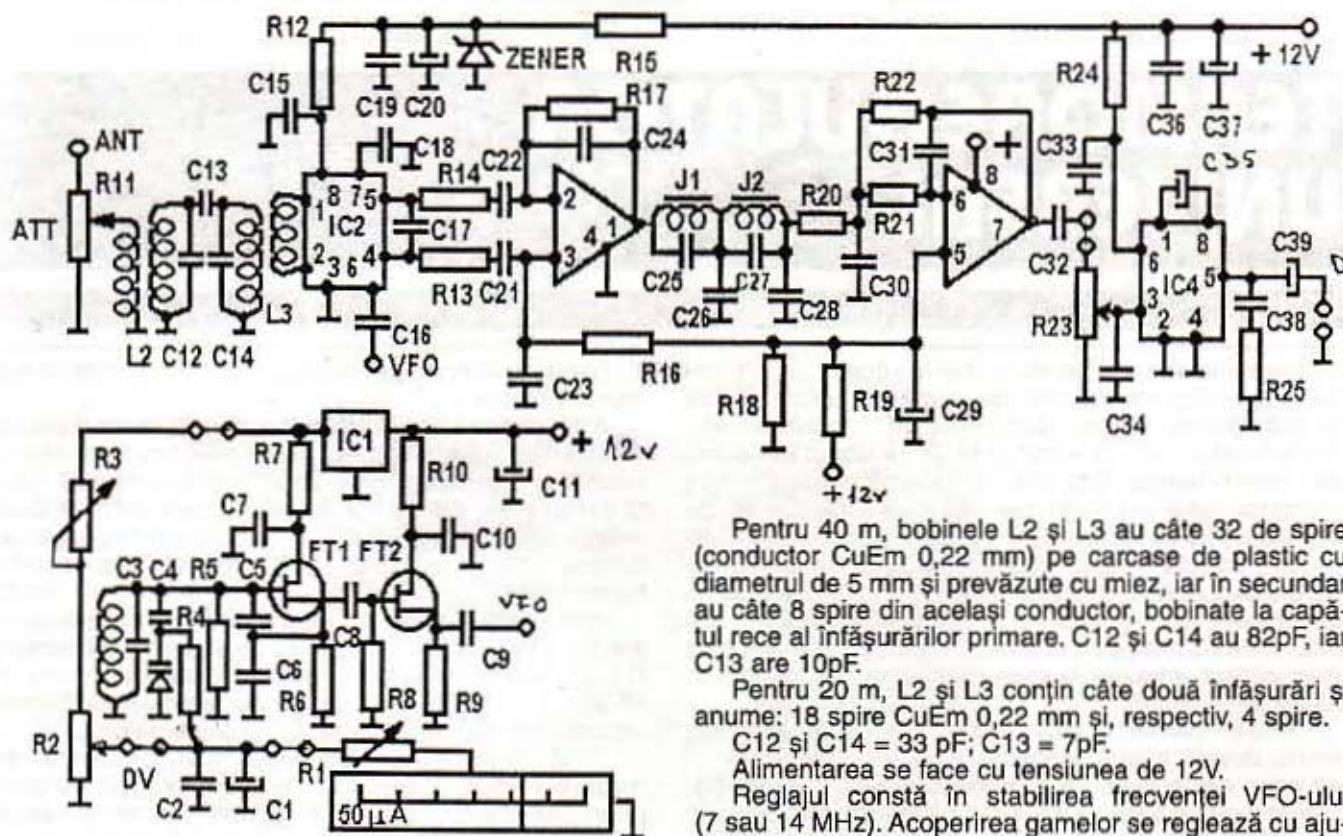 R12
C15
C19
C20
ZENER
R15
+ 12V
R24
C36
C37
C35
ANT
R11
ATT
C13
L2
C12
C14
L3
8
7
5
1
IC2
2
3
6
4
C18
R14
C17
R13
C22
C21
C16
VFO
R17
C24
2
3
4
1
J1
J2
C25
C26
C27
C28
R20
R22
R21
C31
C30
6
5
+
8
7
C33
C32
R23
C34
1
8
6
IC4
5
3
2
4
C39
C38
R25
C23
R16
R18
R19
C29
+12v
R3
R7
IC1
+ 12v
R10
C11
C7
FT1
FT2
C10
C3
C4
R5
C5
R4
C8
VFO
C9
C6
R6
R8
R9
R2
DV
C2
C1
R1
50μA
Pentru 40 m, bobinele L2 și L3 au câte 32 de spire
(conductor CuEm 0,22 mm) pe carcase de plastic cu
diametrul de 5 mm și prevăzute cu miez, iar în secundar
au câte 8 spire din același conductor, bobinate la capă-
tul rece al înfășurărilor primare. C12 și C14 au 82pF, iar
C13 are 10pF.
Pentru 20 m, L2 și L3 conțin câte două înfășurări și
anume: 18 spire CuEm 0,22 mm și, respectiv, 4 spire.
C12 și C14 = 33 pF; C13 = 7pF.
Alimentarea se face cu tensiunea de 12V.
Reglajul constă în stabilirea frecvenței VFO-ului
(7 sau 14 MHz). Acoperirea gamelor se reglează cu aju